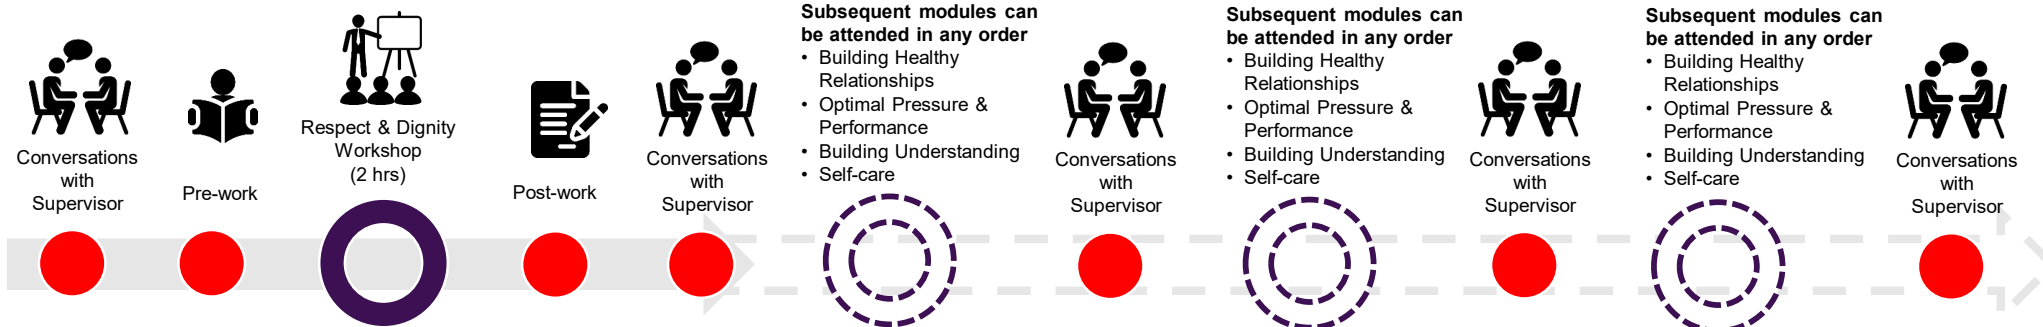 Conversations
with
Supervisor
Pre-work
Respect & Dignity
Workshop
(2 hrs)
Post-work
Conversations
with
Supervisor
Subsequent modules can
be attended in any order
• Building Healthy
Relationships
• Optimal Pressure &
Performance
• Building Understanding
• Self-care
Conversations
with
Supervisor
Subsequent modules can
be attended in any order
• Building Healthy
Relationships
• Optimal Pressure &
Performance
• Building Understanding
• Self-care
Conversations
with
Supervisor
Subsequent modules can
be attended in any order
• Building Healthy
Relationships
• Optimal Pressure &
Performance
• Building Understanding
• Self-care
Conversations
with
Supervisor